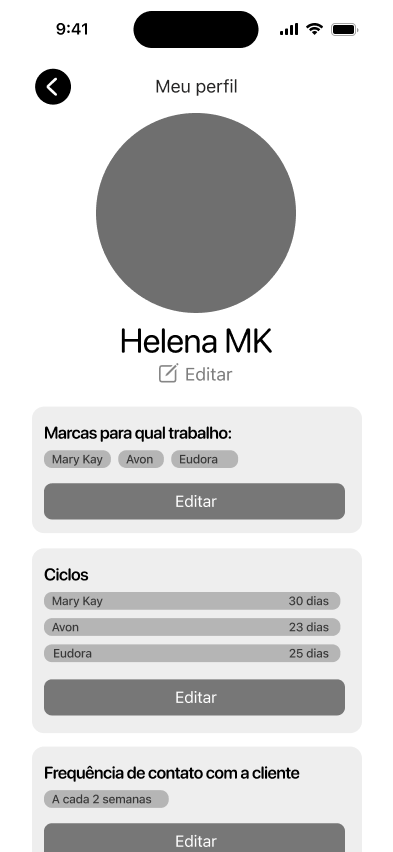 9:41
Meu perfil
Helena MK
Editar
Marcas para qual trabalho:
Mary Kay Avon Eudora
Editar
Ciclos
Mary Kay 30 dias
Avon 23 dias
Eudora 25 dias
Editar
Frequência de contato com a cliente
A cada 2 semanas
Editar